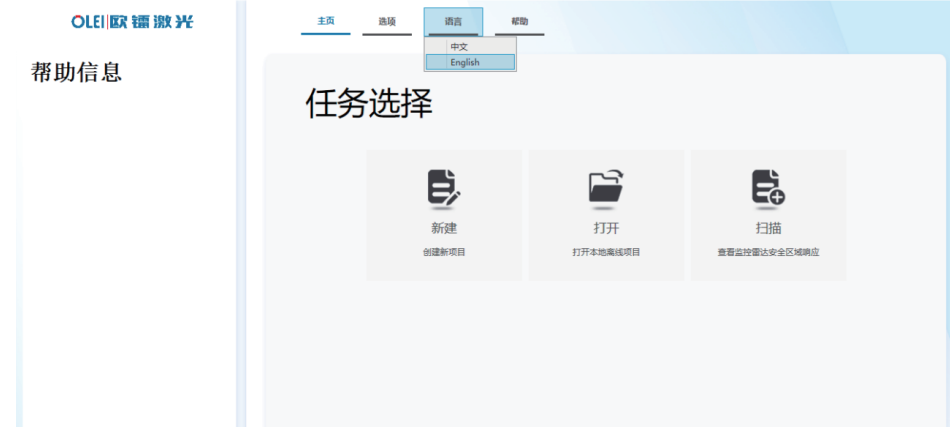 OLEI|欧镭激光
主页 选项 语言 帮助
中文
English
帮助信息
任务选择
新建 打开 扫描
创建新项目 打开本地离线项目 查看监控雷达安全区域响应